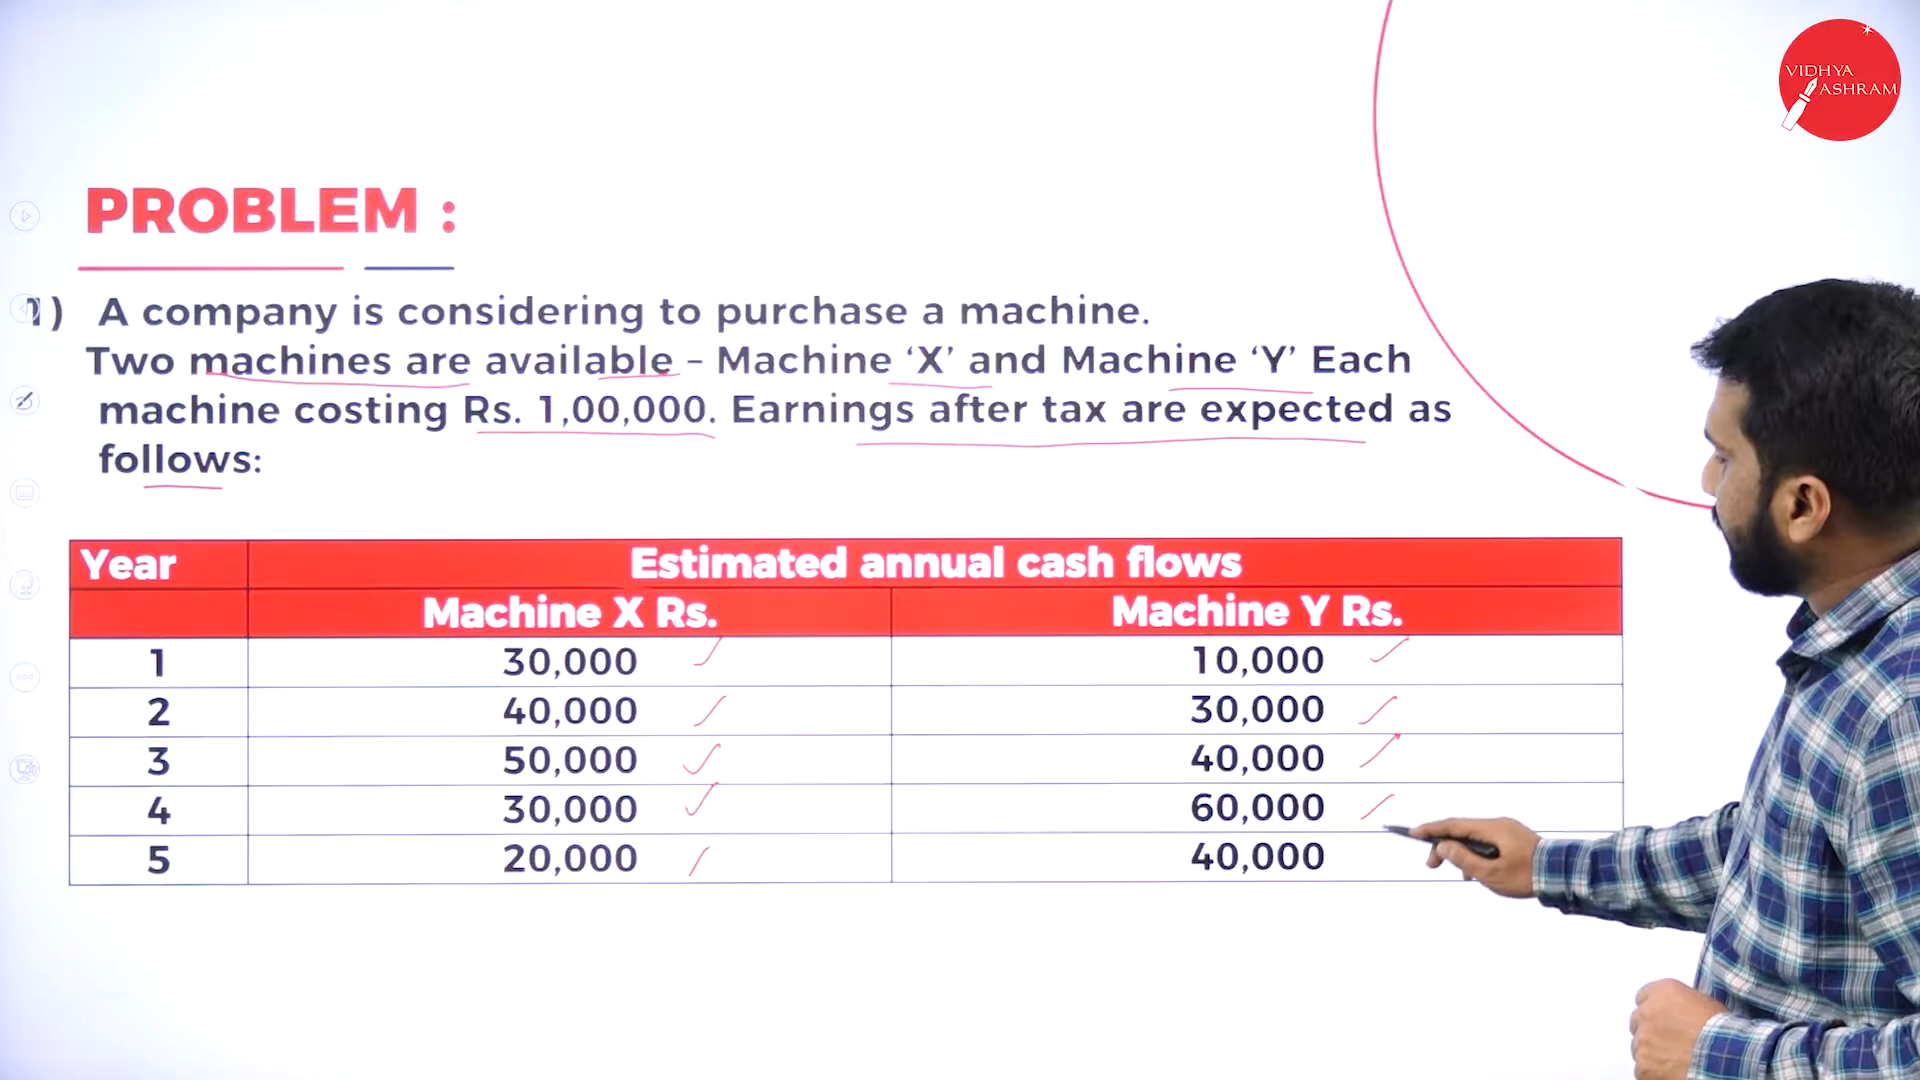 VIDHYA
ASHRAM
PROBLEM :
1) A company is considering to purchase a machine.
Two machines are available – Machine ‘X’ and Machine ‘Y’ Each
machine costing Rs. 1,00,000. Earnings after tax are expected as
follows:
Year Estimated annual cash flows
Machine X Rs. Machine Y Rs.
1 30,000 10,000
2 40,000 30,000
3 50,000 40,000
4 30,000 60,000
5 20,000 40,000